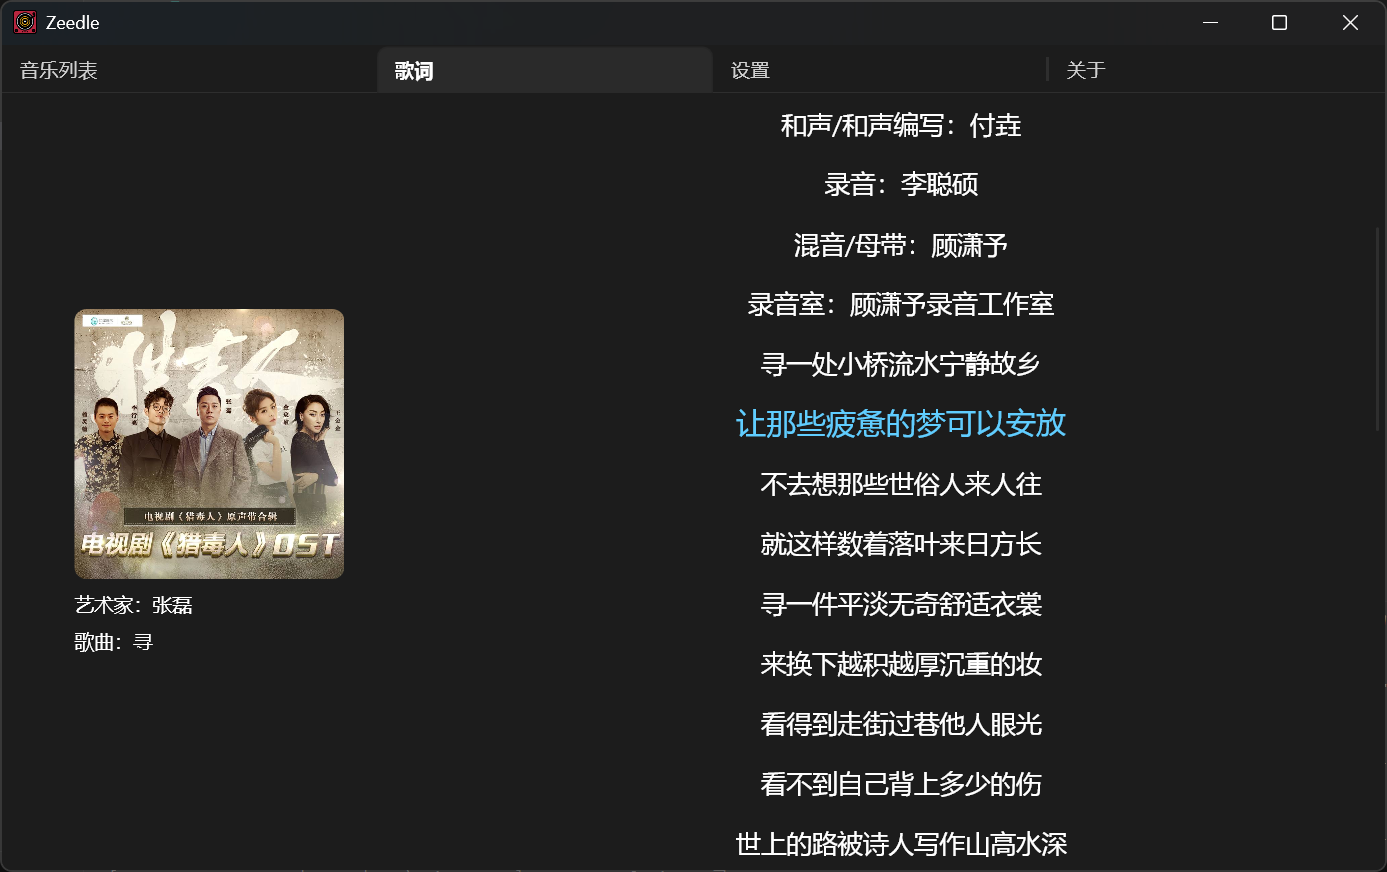 Zeedle
音乐列表
歌词
设置
关于
和声/和声编写：付垚
录音：李聪硕
混音/母带：顾潇予
录音室：顾潇予录音工作室
寻一处小桥流水宁静故乡
让那些疲惫的梦可以安放
不去想那些世俗人来人往
就这样数着落叶来日方长
寻一件平淡无奇舒适衣裳
来换下越积越厚沉重的妆
看得到走街过巷他人眼光
看不到自己背上多少的伤
世上的路被诗人写作山高水深
猎毒人
张磊
电视剧《猎毒人》原声带合辑
电视剧《猎毒人》OST
艺术家：张磊
歌曲：寻